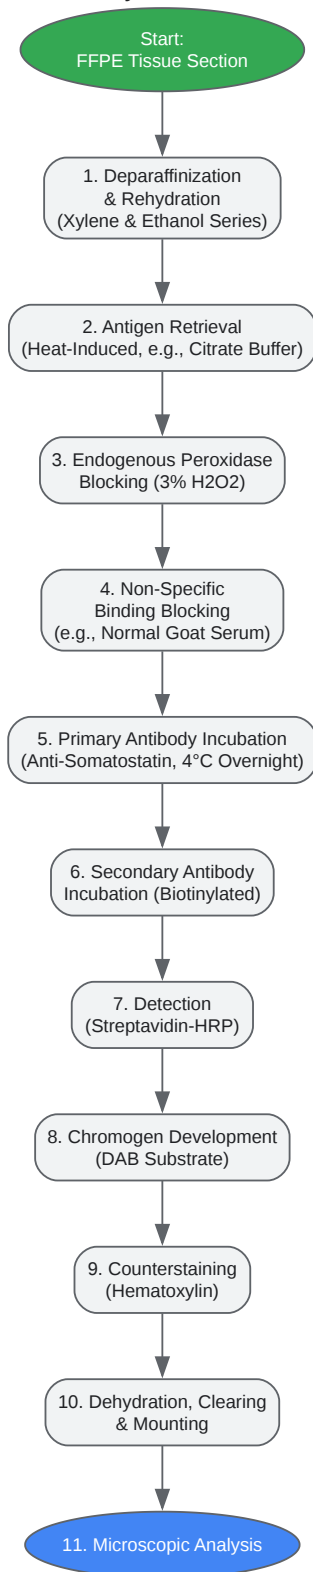 Start:
FFPE Tissue Section
1. Deparaffinization
& Rehydration
(Xylene & Ethanol Series)
2. Antigen Retrieval
(Heat-Induced, e.g., Citrate Buffer)
3. Endogenous Peroxidase
Blocking (3% H2O2)
4. Non-Specific
Binding Blocking
(e.g., Normal Goat Serum)
5. Primary Antibody Incubation
(Anti-Somatostatin, 4°C Overnight)
6. Secondary Antibody
Incubation (Biotinylated)
7. Detection
(Streptavidin-HRP)
8. Chromogen Development
(DAB Substrate)
9. Counterstaining
(Hematoxylin)
10. Dehydration, Clearing
& Mounting
11. Microscopic Analysis